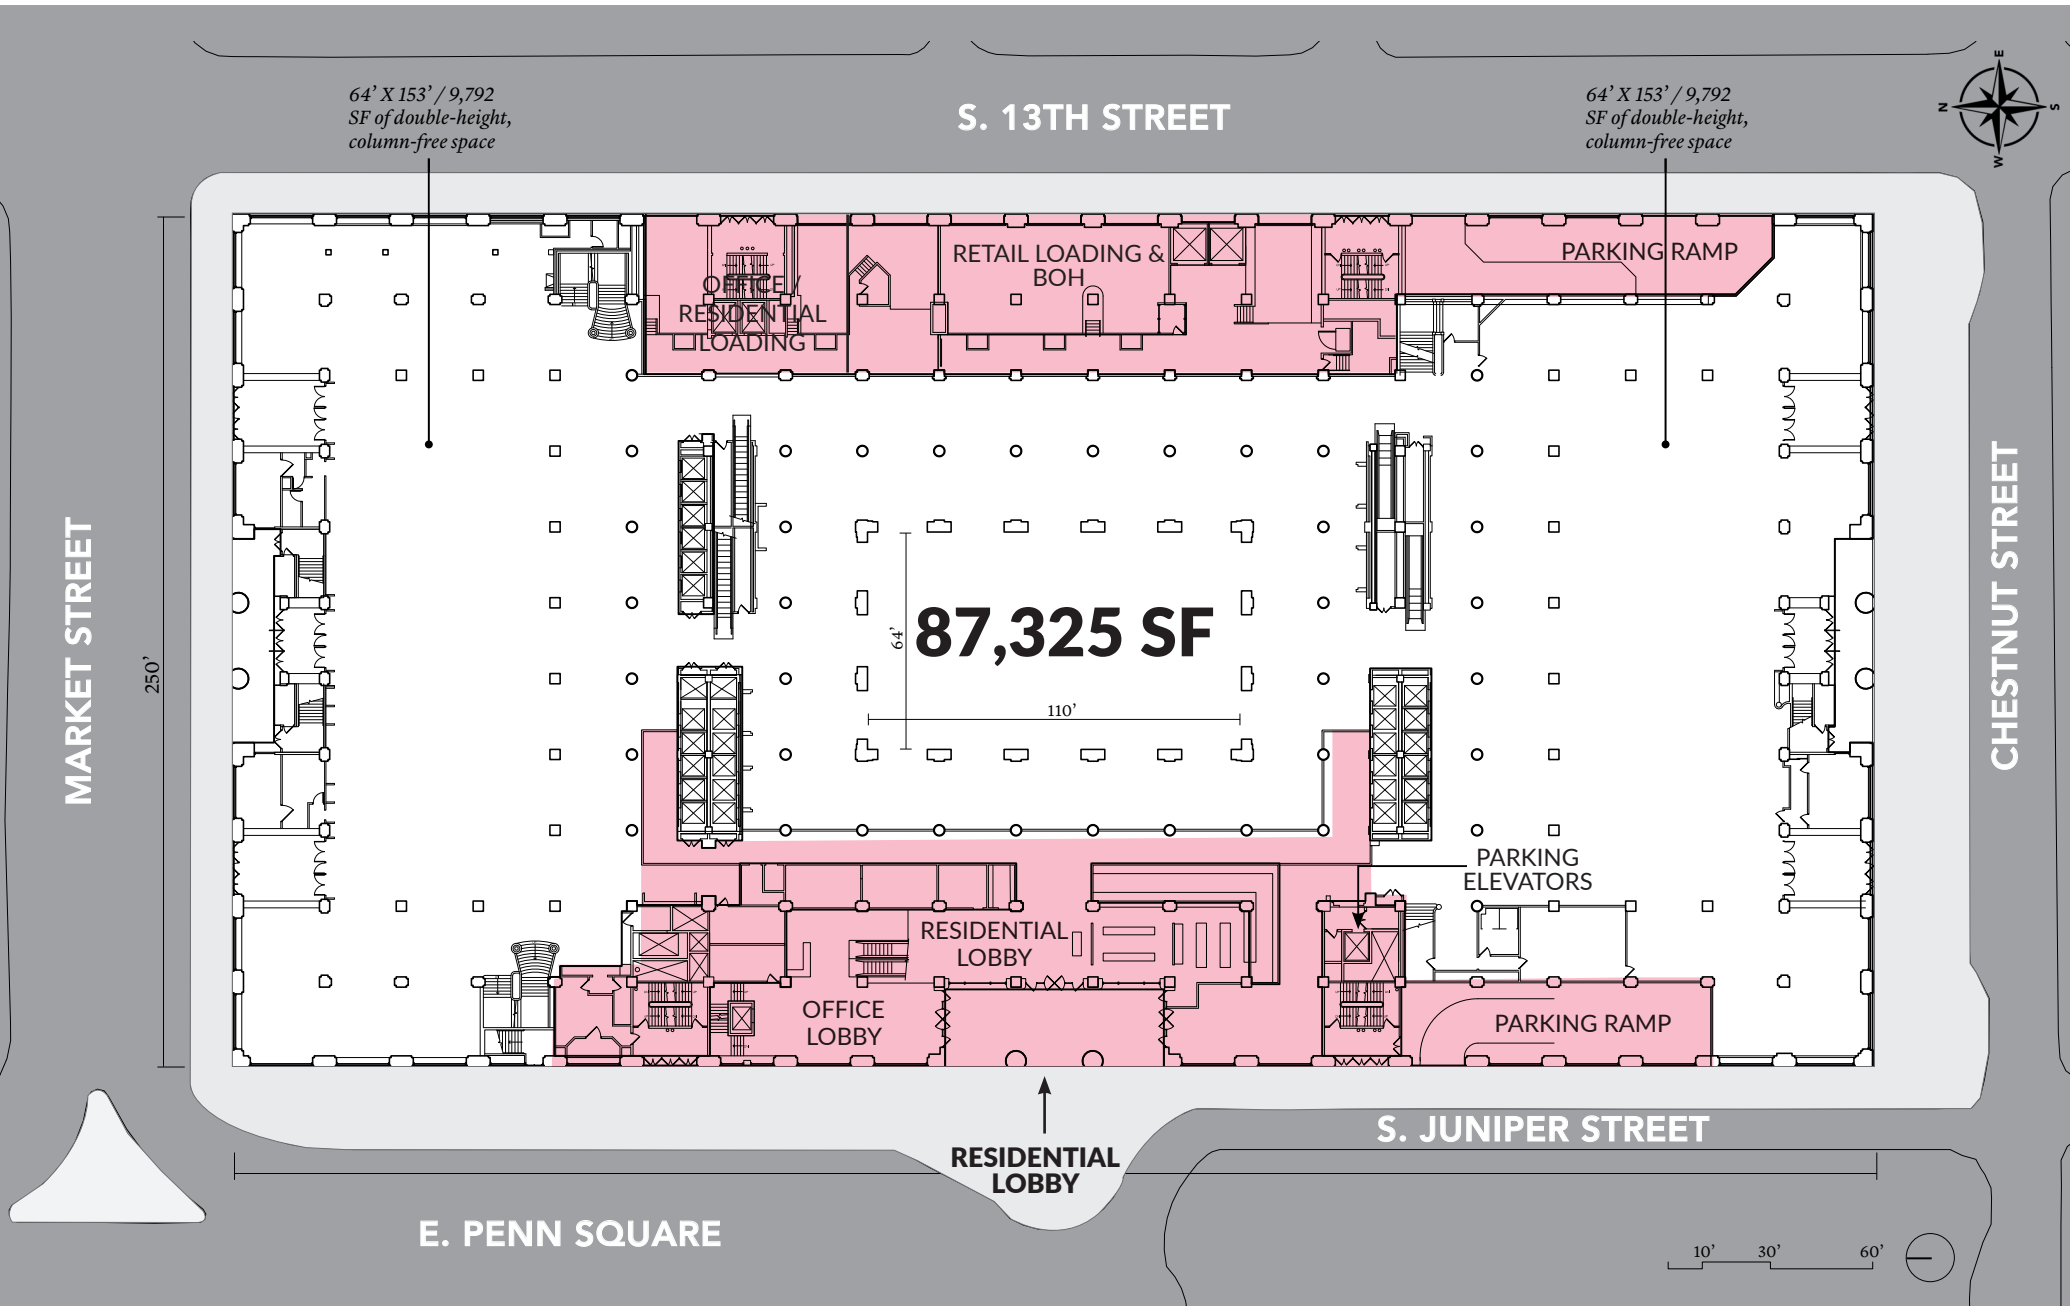 64’ X 153’ / 9,792
SF of double-height,
column-free space
S. 13TH STREET
64’ X 153’ / 9,792
SF of double-height,
column-free space
E
N
S
W
OFFICE /
RESIDENTIAL
LOADING
RETAIL LOADING &
BOH
PARKING RAMP
MARKET STREET
250’
64’
87,325 SF
110’
CHESTNUT STREET
PARKING
ELEVATORS
RESIDENTIAL
LOBBY
OFFICE
LOBBY
PARKING RAMP
S. JUNIPER STREET
RESIDENTIAL
LOBBY
E. PENN SQUARE
10’ 30’ 60’